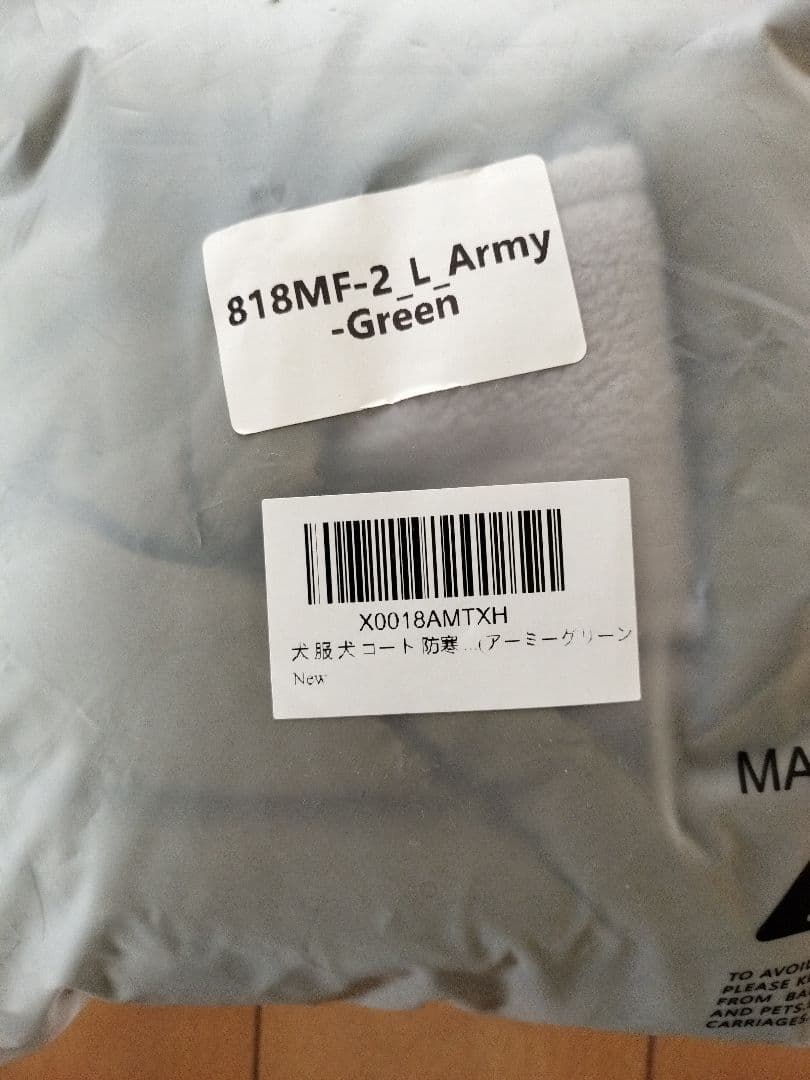 818MF-2_L_Army
-Green
X0018AMTXH
犬 服 犬 コート 防寒 ...(アーミーグリーン
New
MA
TO AVOI
PLEASE K
FROM BA
AND PETS.
CARRIAGES